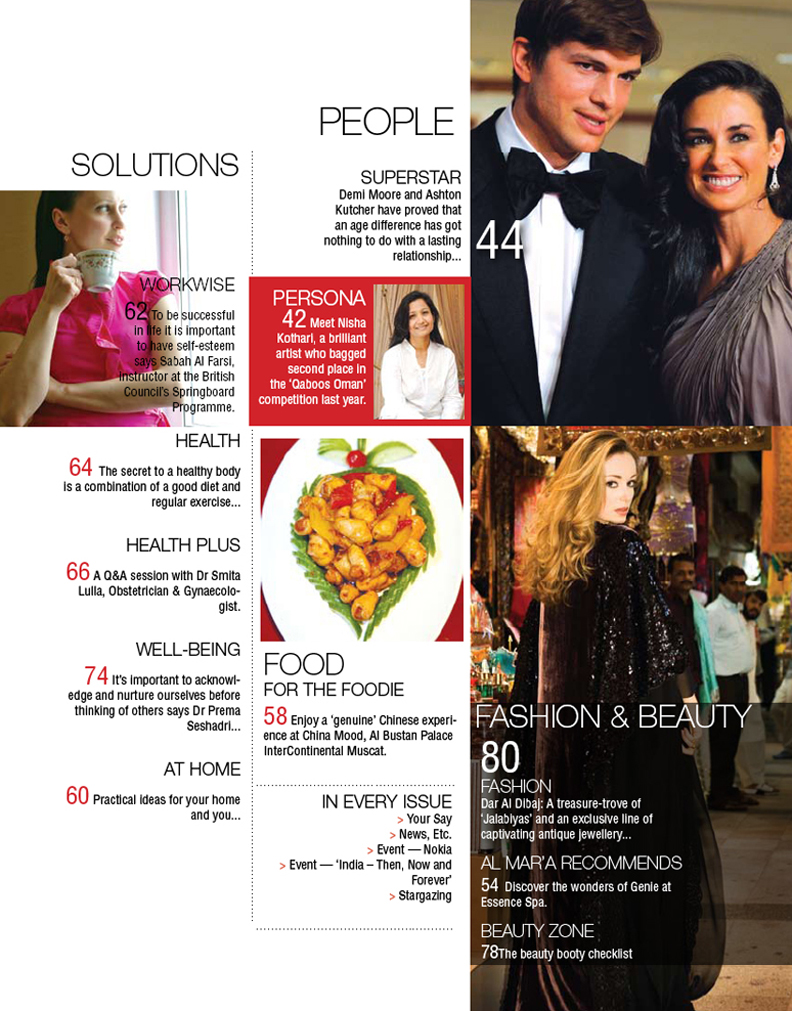 SOLUTIONS
WORKWISE
62 To be successful
in life it is important
to have self-esteem
says Sabah Al Farsi,
instructor at the British
Council's Springboard
Programme.
HEALTH
64 The secret to a healthy body
is a combination of a good diet and
regular exercise...
HEALTH PLUS
66 A Q&A session with Dr Smita
Lulla, Obstetrician & Gynaecolo-
gist.
WELL-BEING
74 It's important to acknowl-
edge and nurture ourselves before
thinking of others says Dr Prema
Seshadri...
AT HOME
60 Practical ideas for your home
and you...
PEOPLE
SUPERSTAR
Demi Moore and Ashton
Kutcher have proved that
an age difference has got
nothing to do with a lasting
relationship...
44
PERSONA
42 Meet Nisha
Kothari, a brilliant
artist who bagged
second place in
the 'Qaboos Oman'
competition last year.
FOOD
FOR THE FOODIE
58 Enjoy a 'genuine' Chinese experi-
ence at China Mood, Al Bustan Palace
InterContinental Muscat.
IN EVERY ISSUE
> Your Say
> News, Etc.
> Event — Nokia
> Event — 'India – Then, Now and
Forever'
> Stargazing
FASHION & BEAUTY
80
FASHION
Dar Al Dibaj: A treasure-trove of
'Jalabiyas' and an exclusive line of
captivating antique jewellery...
AL MAR'A RECOMMENDS
54 Discover the wonders of Genie at
Essence Spa.
BEAUTY ZONE
78The beauty booty checklist